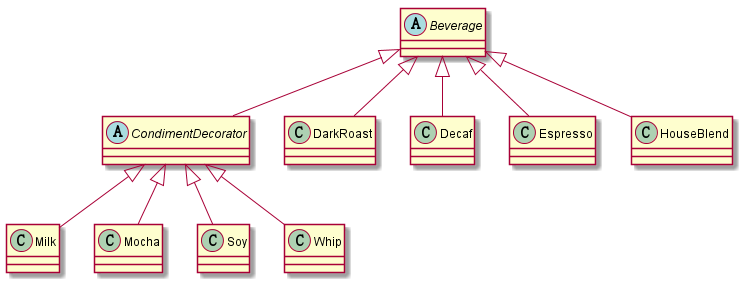 A Beverage
A CondimentDecorator
C DarkRoast
C Decaf
C Espresso
C HouseBlend
C Milk
C Mocha
C Soy
C Whip